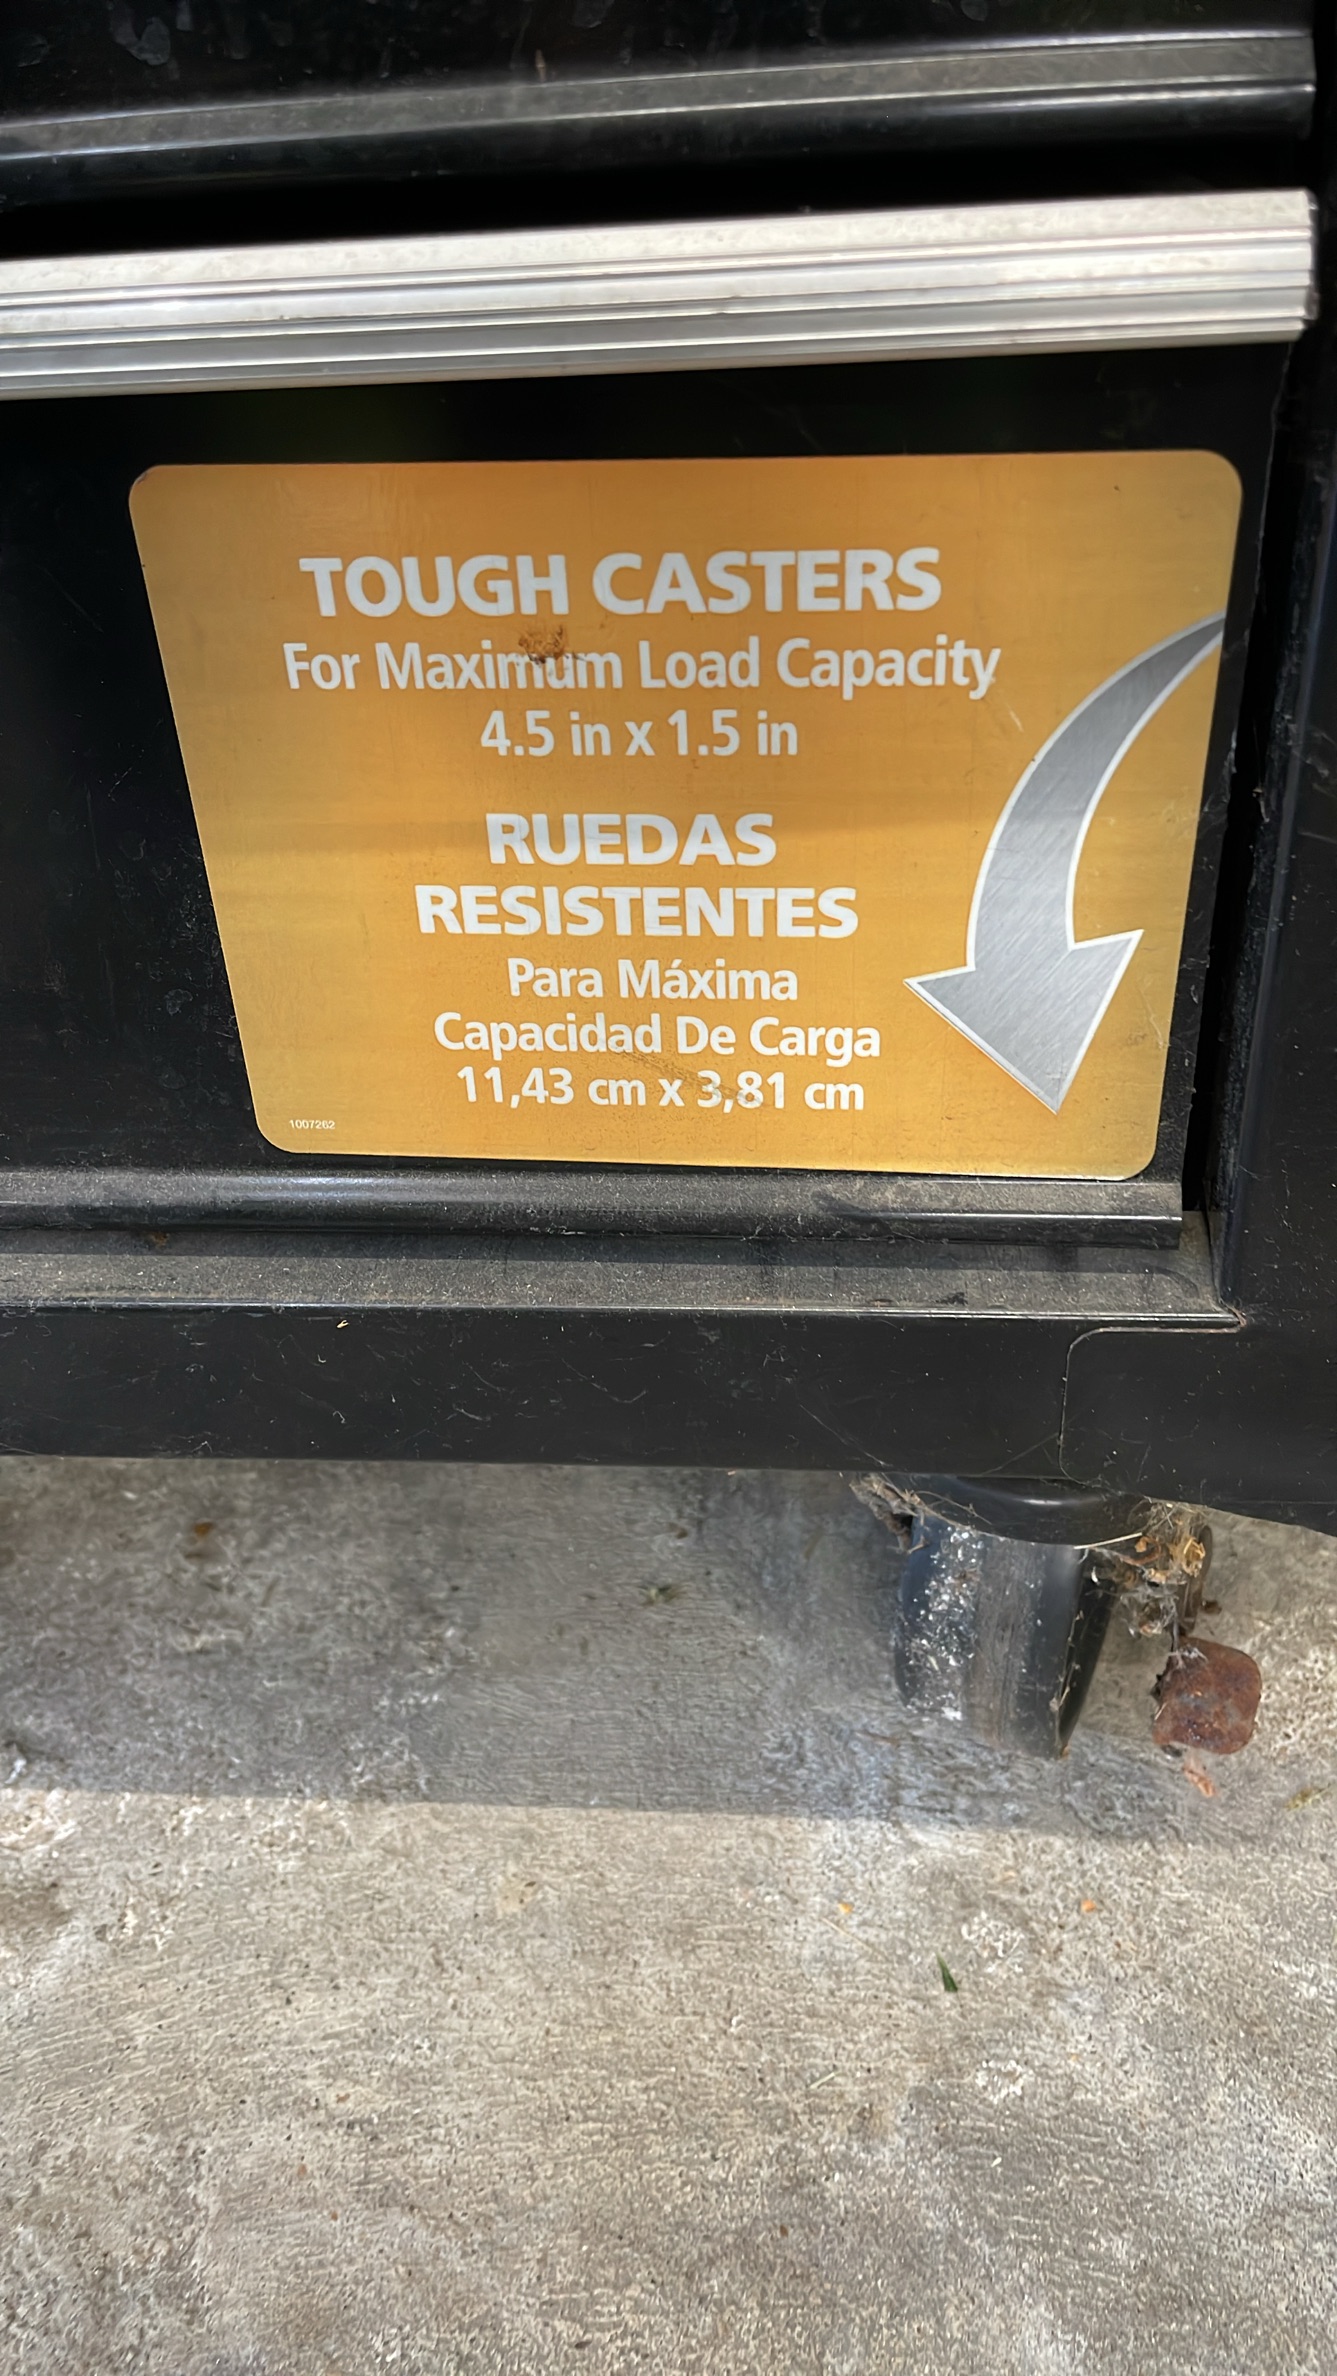 TOUGH CASTERS
For Maximum Load Capacity
4.5 in x 1.5 in
RUEDAS
RESISTENTES
Para Máxima
Capacidad De Carga
11,43 cm x 3,81 cm
1007262